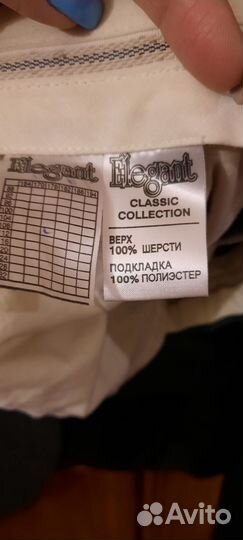 Elegant
Elegant
CLASSIC
COLLECTION
ВЕРХ
100% ШЕРСТИ
ПОДКЛАДКА
100% ПОЛИЭСТЕР
Avito